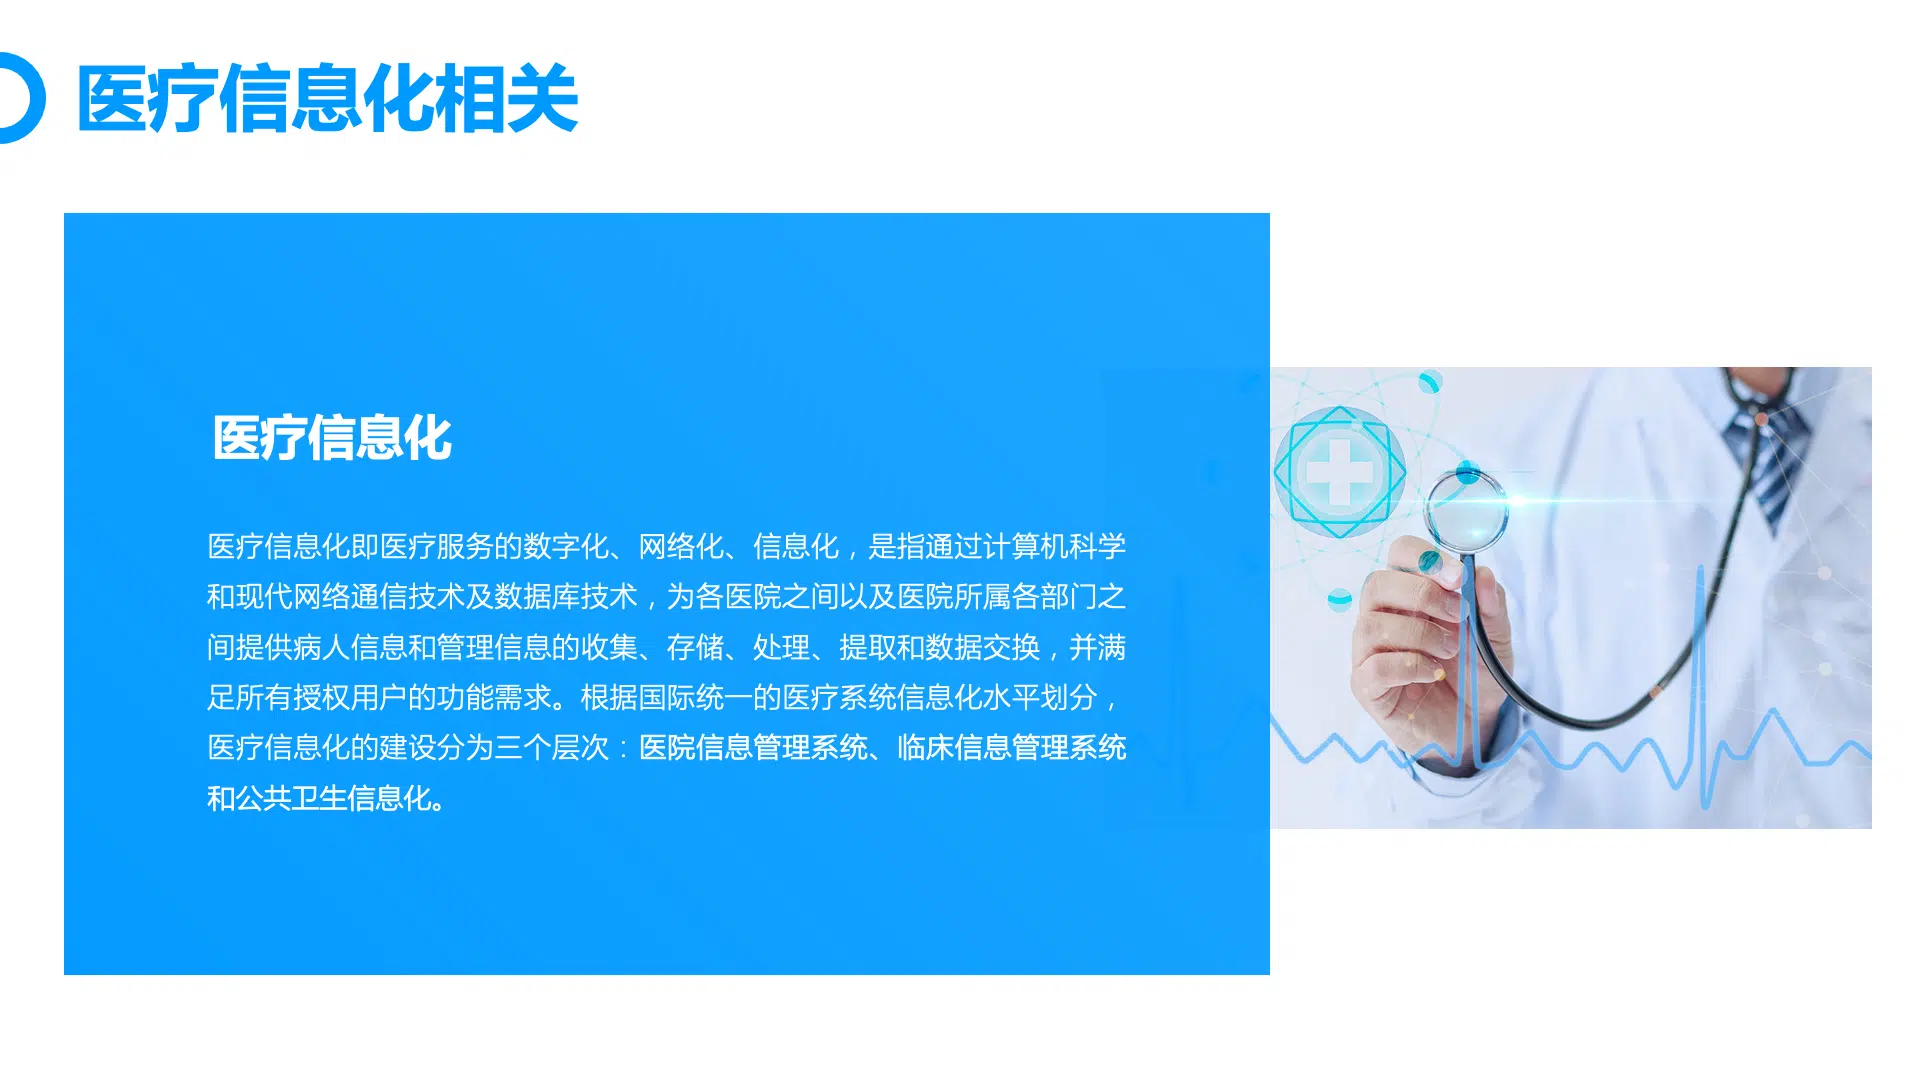 医疗信息化相关
医疗信息化
医疗信息化即医疗服务的数字化、网络化、信息化，是指通过计算机科学
和现代网络通信技术及数据库技术，为各医院之间以及医院所属各部门之
间提供病人信息和管理信息的收集、存储、处理、提取和数据交换，并满
足所有授权用户的功能需求。根据国际统一的医疗系统信息化水平划分，
医疗信息化的建设分为三个层次：医院信息管理系统、临床信息管理系统
和公共卫生信息化。